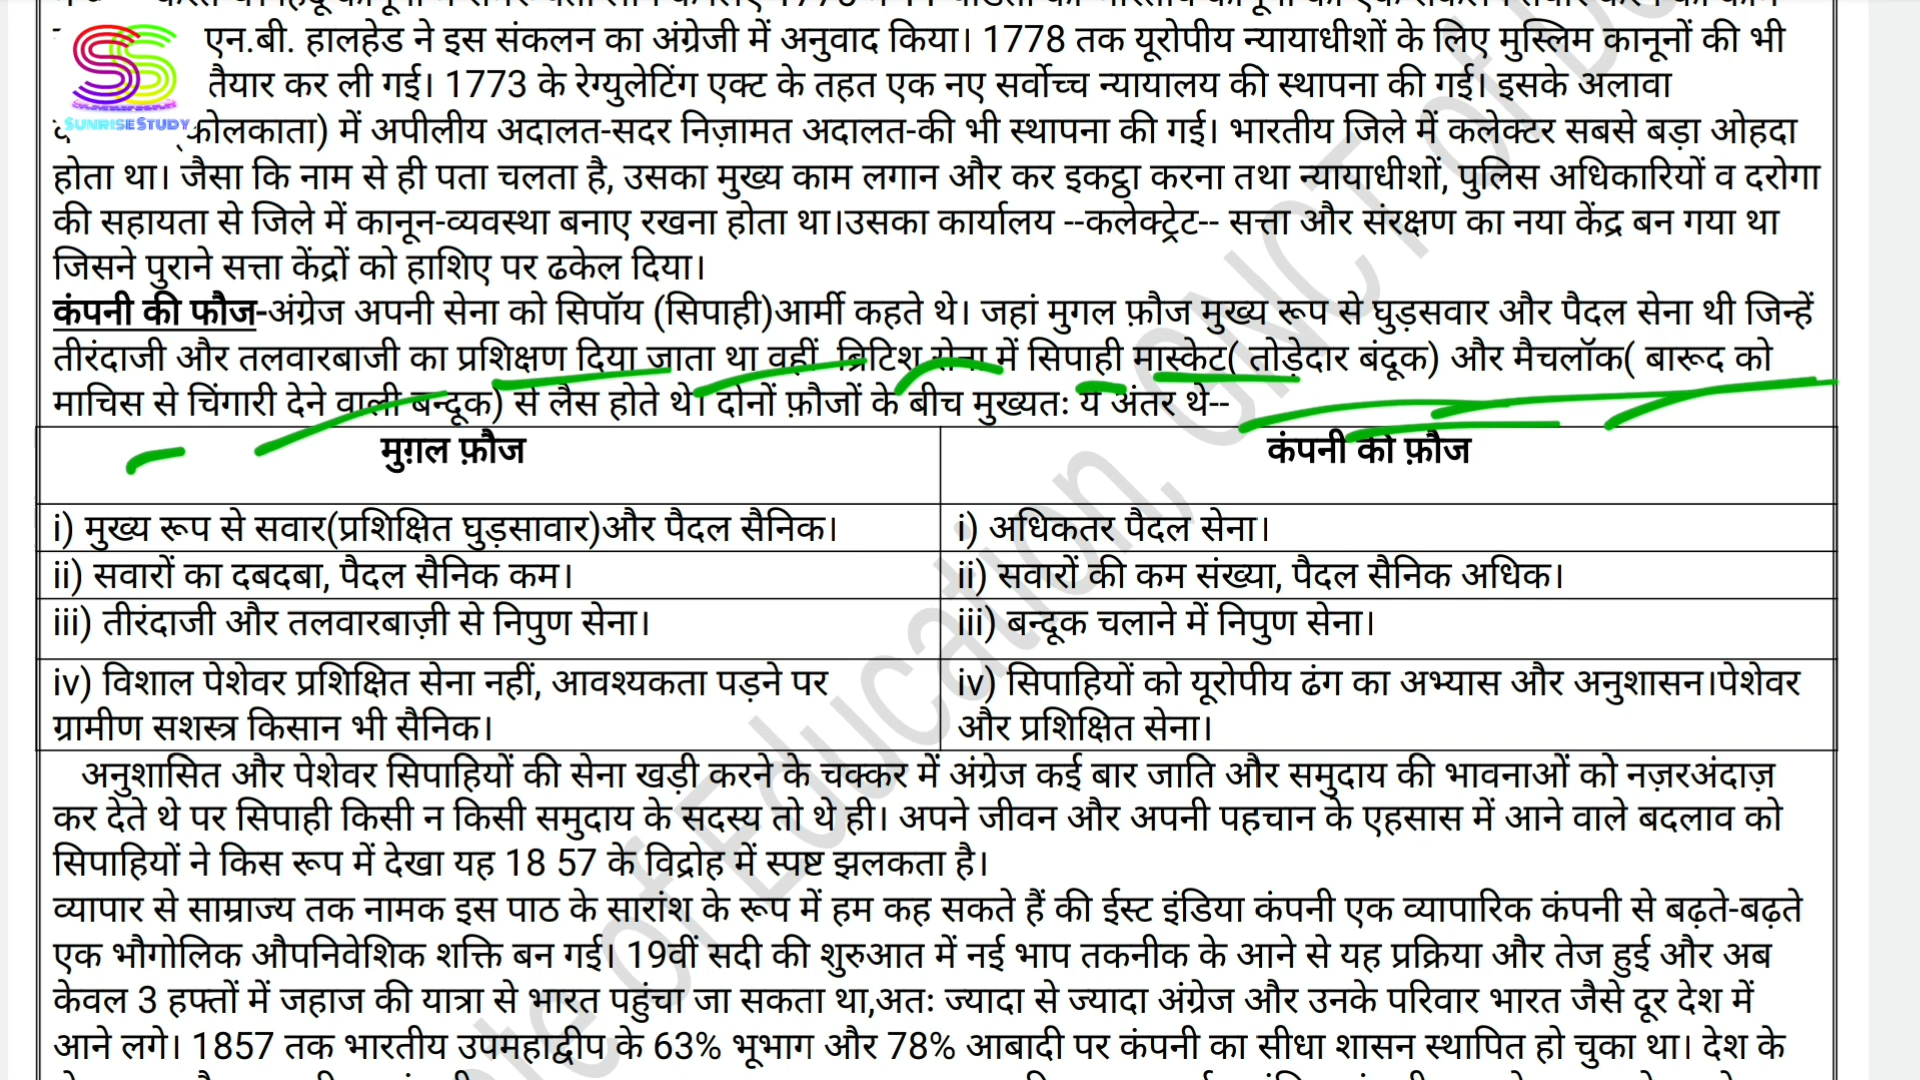 एन.बी. हालहेड ने इस संकलन का अंग्रेजी में अनुवाद किया। 1778 तक यूरोपीय न्यायाधीशों के लिए मुस्लिम कानूनों की भी
तैयार कर ली गई। 1773 के रेग्युलेटिंग एक्ट के तहत एक नए सर्वोच्च न्यायालय की स्थापना की गई। इसके अलावा
SUNRISESTUDY
कोलकाता) में अपीलीय अदालत-सदर निज़ामत अदालत-की भी स्थापना की गई। भारतीय जिले में कलेक्टर सबसे बड़ा ओहदा
होता था। जैसा कि नाम से ही पता चलता है, उसका मुख्य काम लगान और कर इकट्ठा करना तथा न्यायाधीशों, पुलिस अधिकारियों व दरोगा
की सहायता से जिले में कानून-व्यवस्था बनाए रखना होता था।उसका कार्यालय --कलेक्ट्रेट-- सत्ता और संरक्षण का नया केंद्र बन गया था
जिसने पुराने सत्ता केंद्रों को हाशिए पर ढकेल दिया।
कंपनी की फौज-अंग्रेज अपनी सेना को सिपॉय (सिपाही)आर्मी कहते थे। जहां मुगल फ़ौज मुख्य रूप से घुड़सवार और पैदल सेना थी जिन्हें
तीरंदाजी और तलवारबाजी का प्रशिक्षण दिया जाता था वहीं ब्रिटिश सेना में सिपाही मास्केट( तोड़ेदार बंदूक) और मैचलॉक( बारूद को
माचिस से चिंगारी देने वाली बन्दूक) से लैस होते थे। दोनों फ़ौजों के बीच मुख्यतः ये अंतर थे--
मुग़ल फ़ौज
कंपनी की फ़ौज
i) मुख्य रूप से सवार(प्रशिक्षित घुड़सावार)और पैदल सैनिक।
i) अधिकतर पैदल सेना।
ii) सवारों का दबदबा, पैदल सैनिक कम।
ii) सवारों की कम संख्या, पैदल सैनिक अधिक।
iii) तीरंदाजी और तलवारबाज़ी से निपुण सेना।
iii) बन्दूक चलाने में निपुण सेना।
iv) विशाल पेशेवर प्रशिक्षित सेना नहीं, आवश्यकता पड़ने पर
ग्रामीण सशस्त्र किसान भी सैनिक।
iv) सिपाहियों को यूरोपीय ढंग का अभ्यास और अनुशासन।पेशेवर
और प्रशिक्षित सेना।
अनुशासित और पेशेवर सिपाहियों की सेना खड़ी करने के चक्कर में अंग्रेज कई बार जाति और समुदाय की भावनाओं को नज़रअंदाज़
कर देते थे पर सिपाही किसी न किसी समुदाय के सदस्य तो थे ही। अपने जीवन और अपनी पहचान के एहसास में आने वाले बदलाव को
सिपाहियों ने किस रूप में देखा यह 18 57 के विद्रोह में स्पष्ट झलकता है।
व्यापार से साम्राज्य तक नामक इस पाठ के सारांश के रूप में हम कह सकते हैं की ईस्ट इंडिया कंपनी एक व्यापारिक कंपनी से बढ़ते-बढ़ते
एक भौगोलिक औपनिवेशिक शक्ति बन गई। 19वीं सदी की शुरुआत में नई भाप तकनीक के आने से यह प्रक्रिया और तेज हुई और अब
केवल 3 हफ्तों में जहाज की यात्रा से भारत पहुंचा जा सकता था,अतः ज्यादा से ज्यादा अंग्रेज और उनके परिवार भारत जैसे दूर देश में
आने लगे। 1857 तक भारतीय उपमहाद्वीप के 63% भूभाग और 78% आबादी पर कंपनी का सीधा शासन स्थापित हो चुका था। देश के